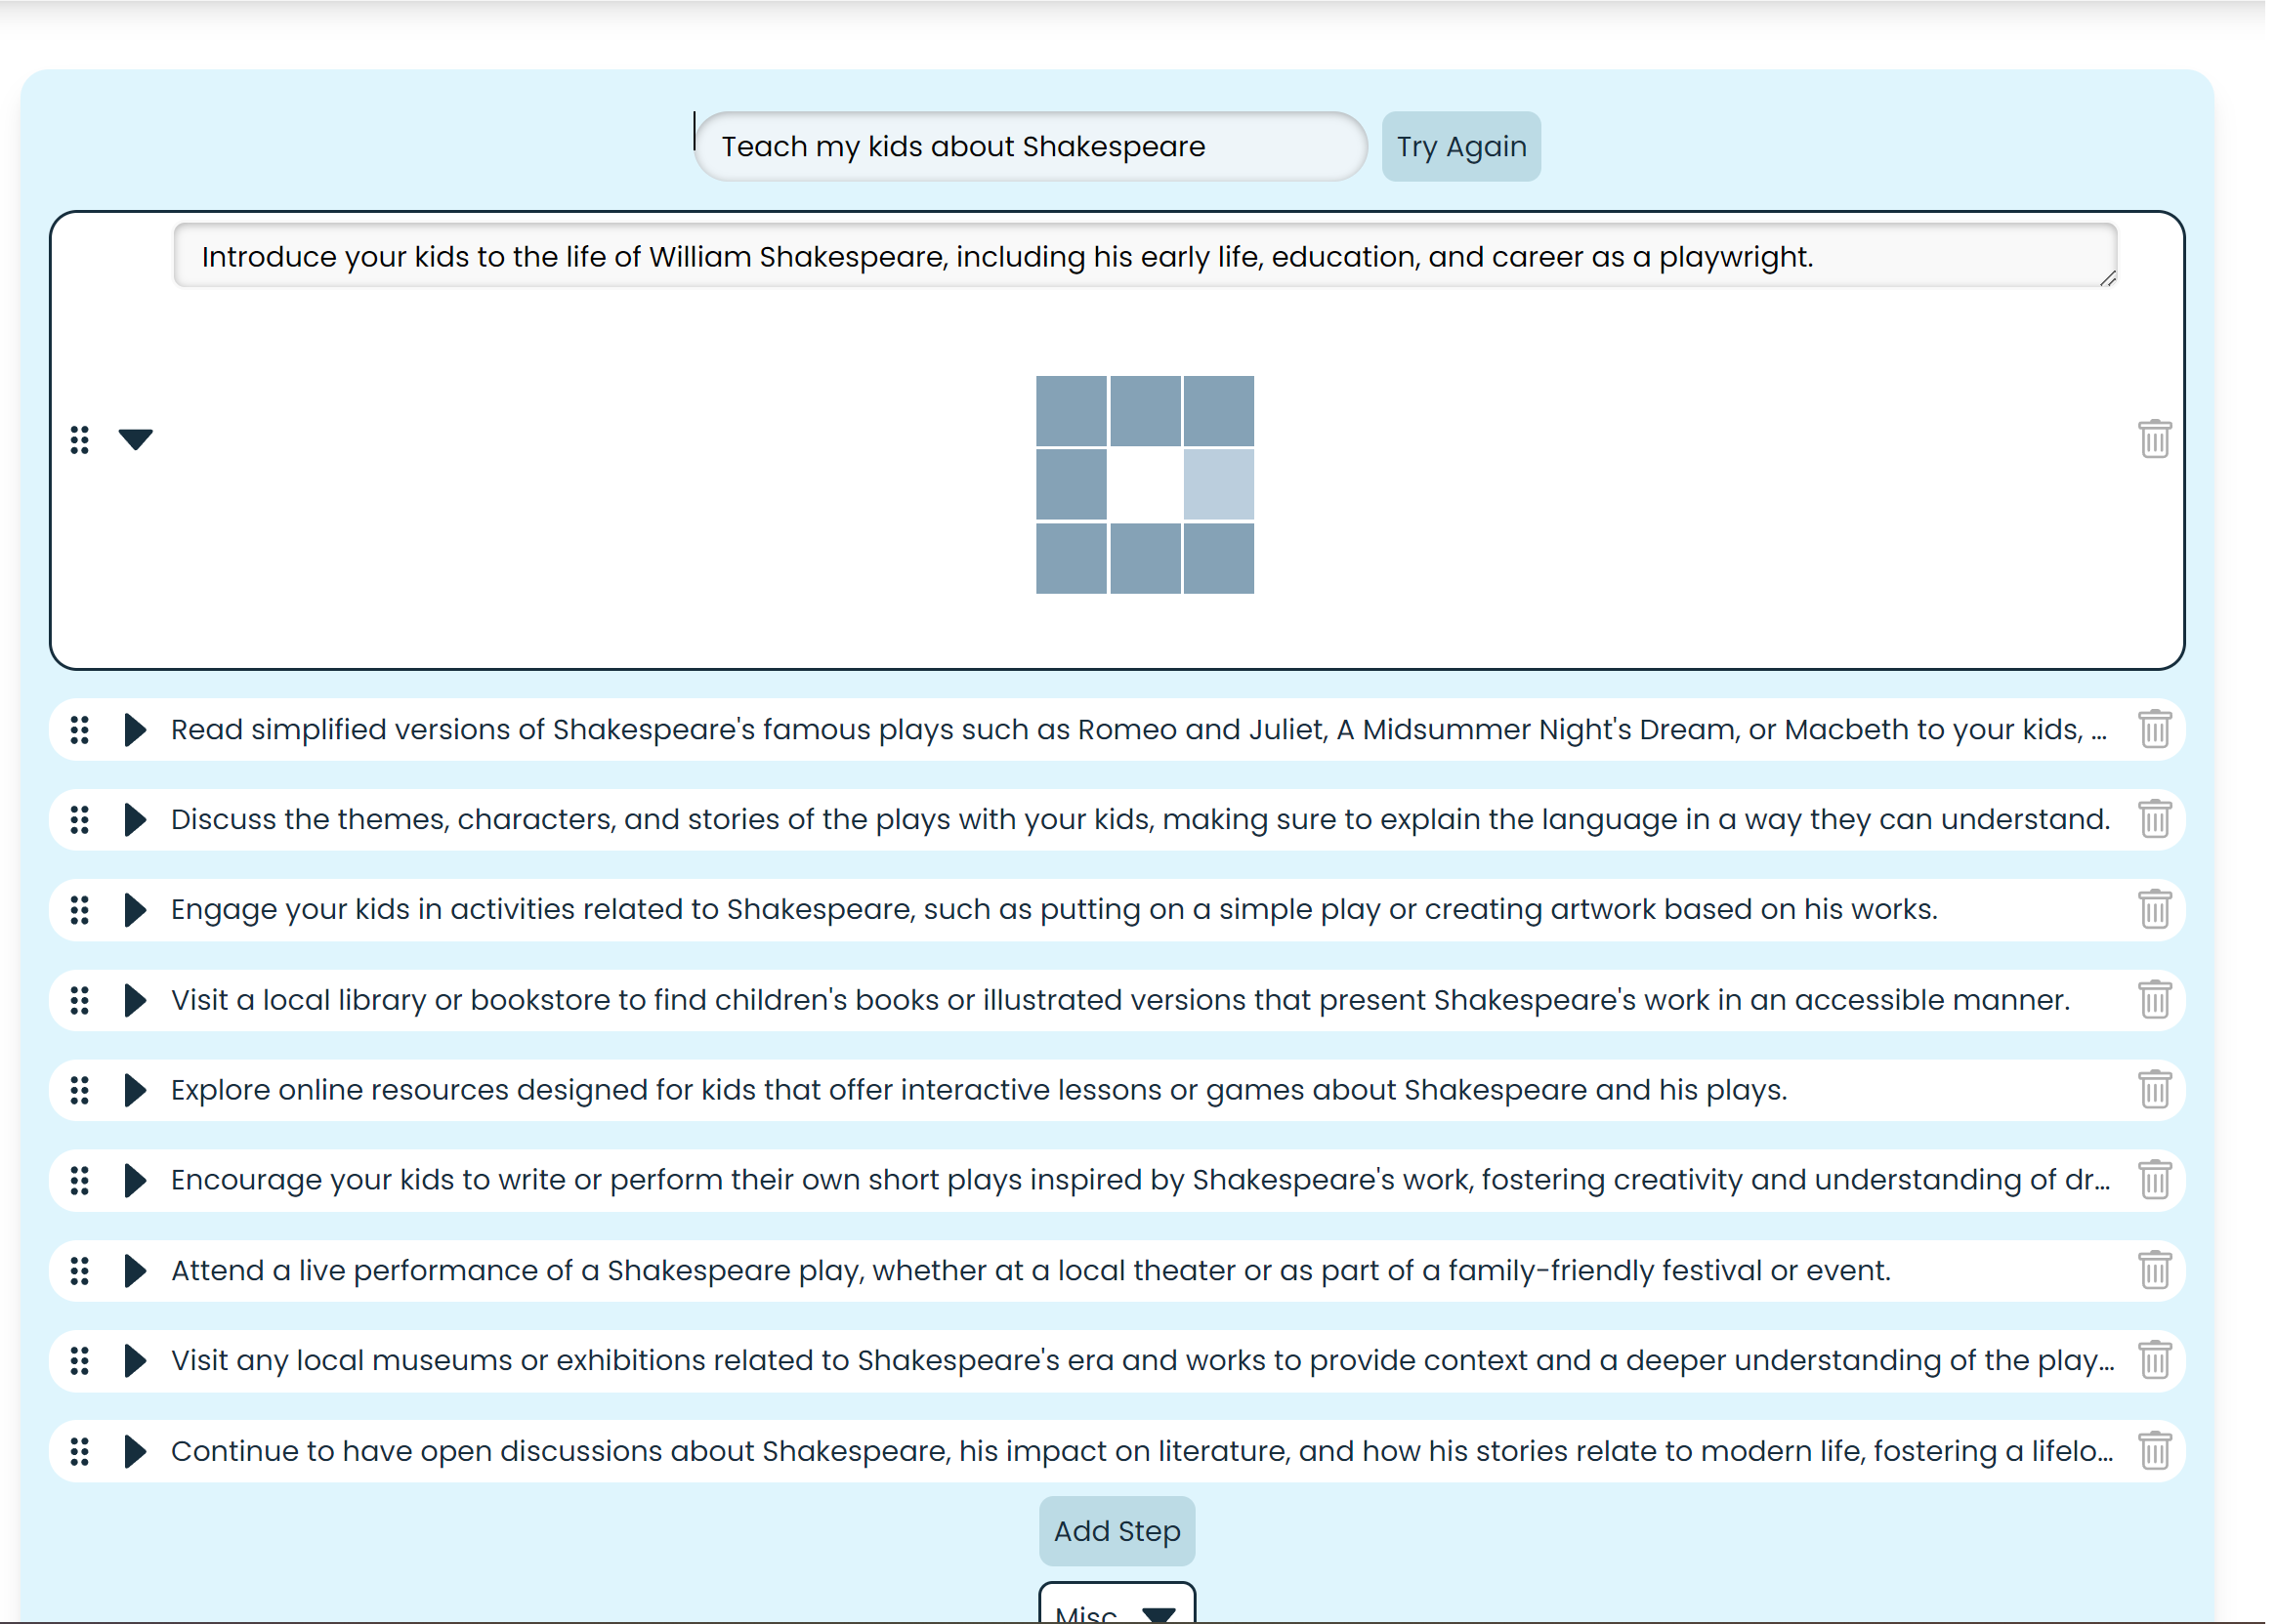 Teach my kids about Shakespeare
Try Again
Introduce your kids to the life of William Shakespeare, including his early life, education, and career as a playwright.
Read simplified versions of Shakespeare's famous plays such as Romeo and Juliet, A Midsummer Night's Dream, or Macbeth to your kids, ...
Discuss the themes, characters, and stories of the plays with your kids, making sure to explain the language in a way they can understand.
Engage your kids in activities related to Shakespeare, such as putting on a simple play or creating artwork based on his works.
Visit a local library or bookstore to find children's books or illustrated versions that present Shakespeare's work in an accessible manner.
Explore online resources designed for kids that offer interactive lessons or games about Shakespeare and his plays.
Encourage your kids to write or perform their own short plays inspired by Shakespeare's work, fostering creativity and understanding of dr...
Attend a live performance of a Shakespeare play, whether at a local theater or as part of a family-friendly festival or event.
Visit any local museums or exhibitions related to Shakespeare's era and works to provide context and a deeper understanding of the play...
Continue to have open discussions about Shakespeare, his impact on literature, and how his stories relate to modern life, fostering a lifelo...
Add Step
Misc